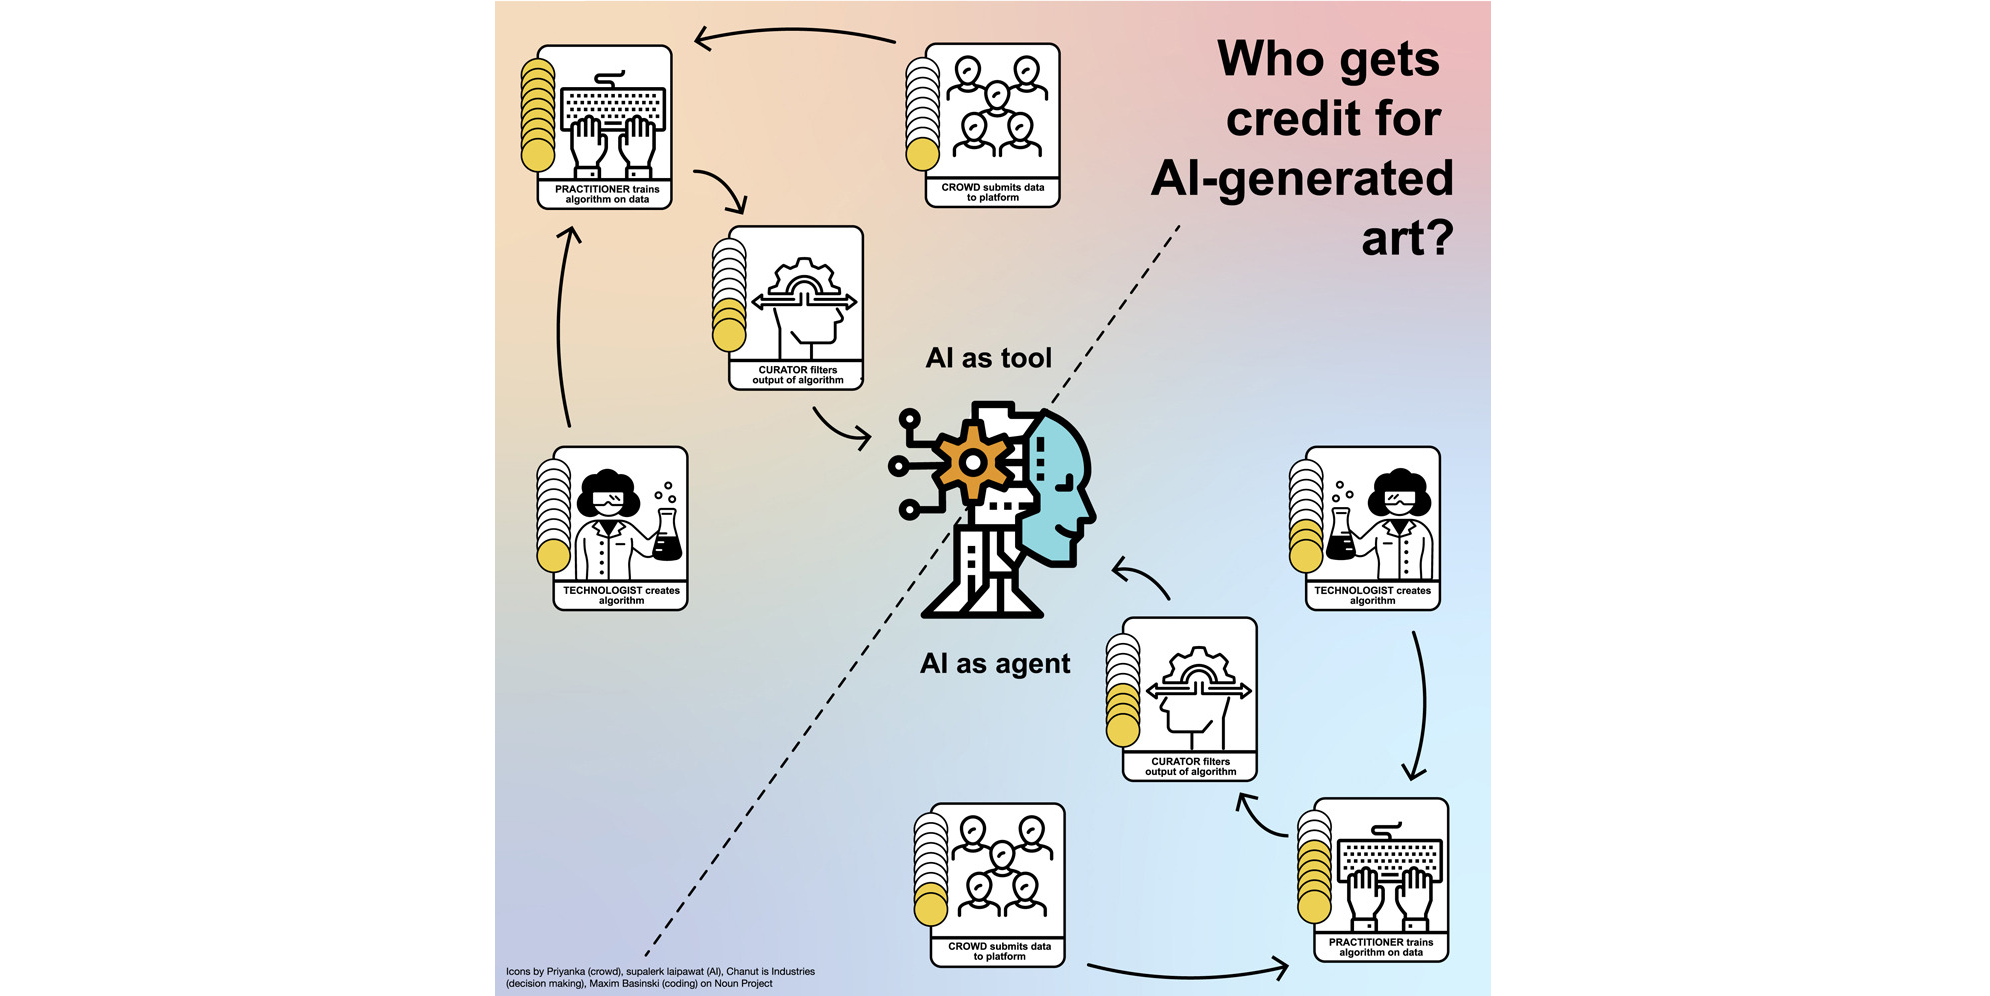 Who gets
credit for
AI-generated
art?
PRACTITIONER trains
algorithm on data
CROWD submits data
to platform
CURATOR filters
output of algorithm
AI as tool
TECHNOLOGIST creates
algorithm
TECHNOLOGIST creates
algorithm
AI as agent
CURATOR filters
output of algorithm
CROWD submits data
to platform
PRACTITIONER trains
algorithm on data
Icons by Priyanka (crowd), supalerk laipawat (AI), Chanut is Industries
(decision making), Maxim Basinski (coding) on Noun Project